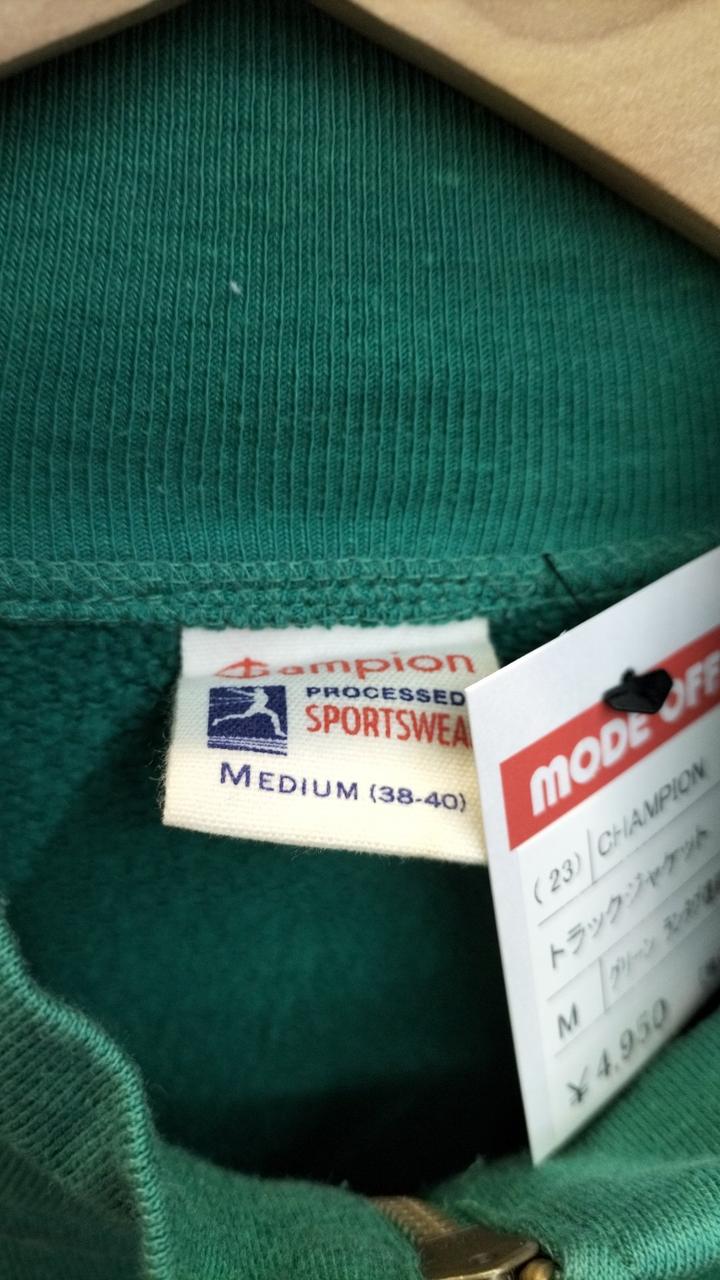 Champion
PROCESSED
SPORTSWEA
MEDIUM (38-40)
MODE OFF
(23) CHAMPION
トラックジャケット
M グリーン
¥4,950